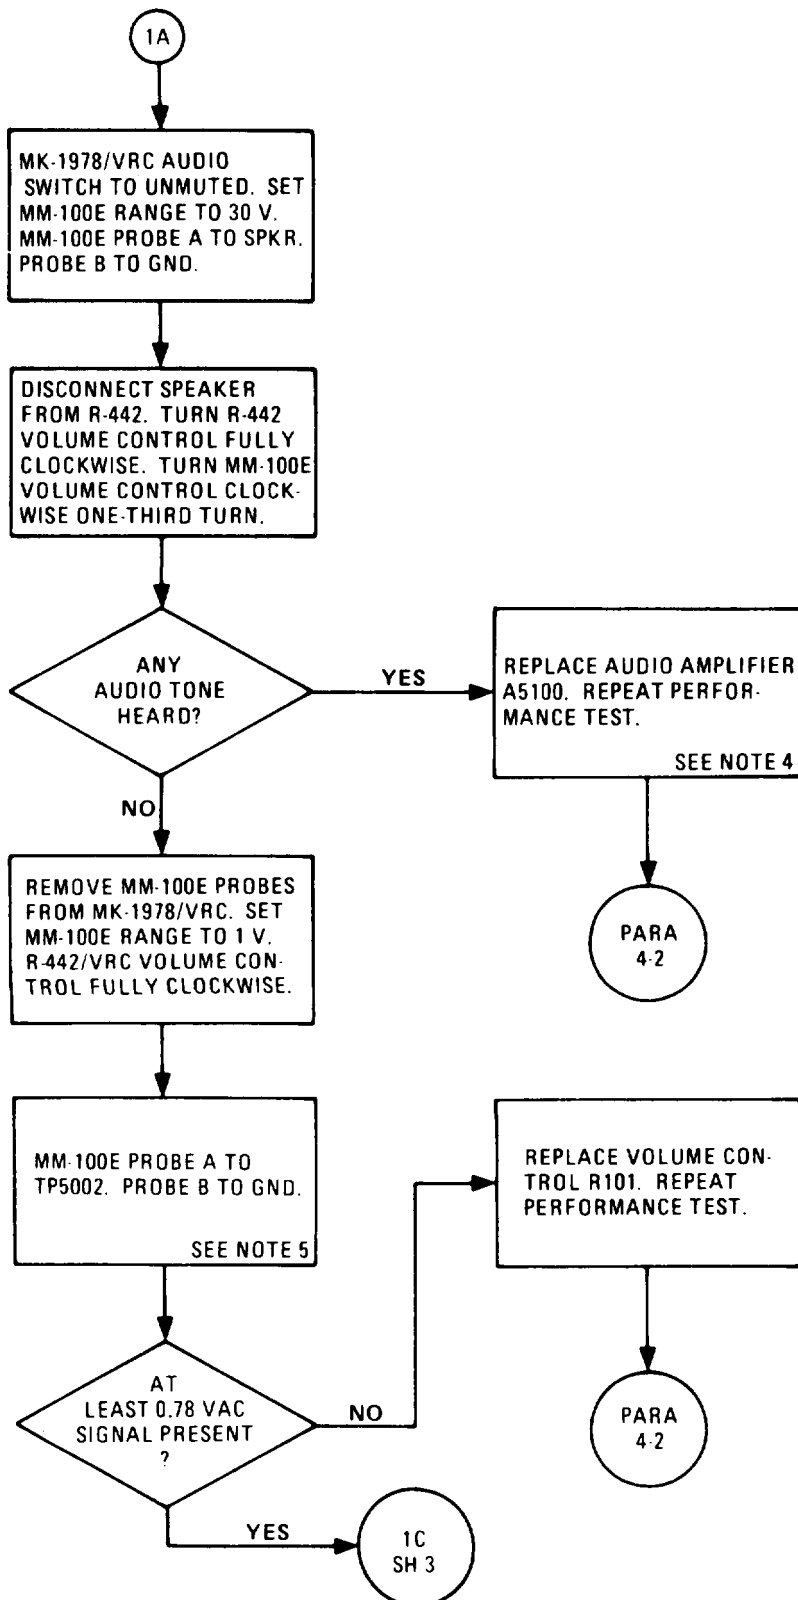 1A
MK-1978/VRC AUDIO
SWITCH TO UNMUTED. SET
MM-100E RANGE TO 30 V.
MM-100E PROBE A TO SPKR.
PROBE B TO GND.
DISCONNECT SPEAKER
FROM R-442. TURN R-442
VOLUME CONTROL FULLY
CLOCKWISE. TURN MM-100E
VOLUME CONTROL CLOCK-
WISE ONE-THIRD TURN.
ANY
AUDIO TONE
HEARD?
YES
REPLACE AUDIO AMPLIFIER
A5100. REPEAT PERFOR-
MANCE TEST.
SEE NOTE 4
PARA
4-2
NO
REMOVE MM-100E PROBES
FROM MK-1978/VRC. SET
MM-100E RANGE TO 1 V.
R-442/VRC VOLUME CON-
TROL FULLY CLOCKWISE.
MM-100E PROBE A TO
TP5002. PROBE B TO GND.
SEE NOTE 5
AT
LEAST 0.78 VAC
SIGNAL PRESENT
?
NO
REPLACE VOLUME CON-
TROL R101. REPEAT
PERFORMANCE TEST.
PARA
4-2
YES
1C
SH 3